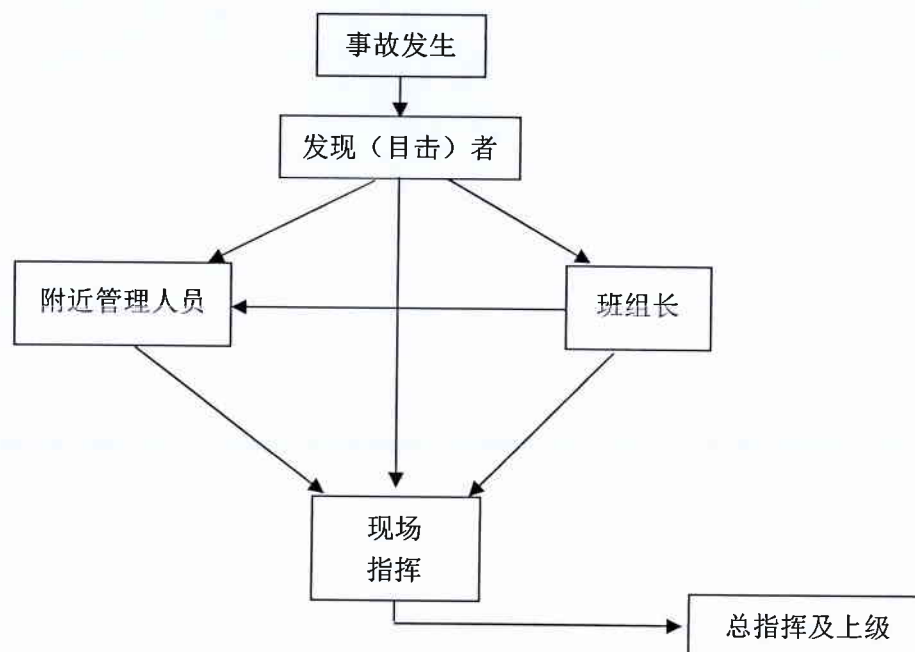 事故发生
发现（目击）者
附近管理人员
班组长
现场
指挥
总指挥及上级